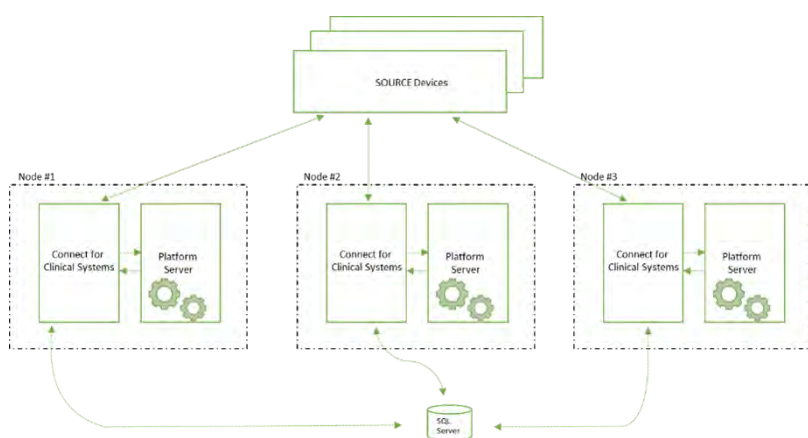 SOURCE Devices
Node #1
Node #2
Node #3
Connect for
Clinical Systems
Platform
Server
Connect for
Clinical Systems
Platform
Server
Connect for
Clinical Systems
Platform
Server
SQL
Server